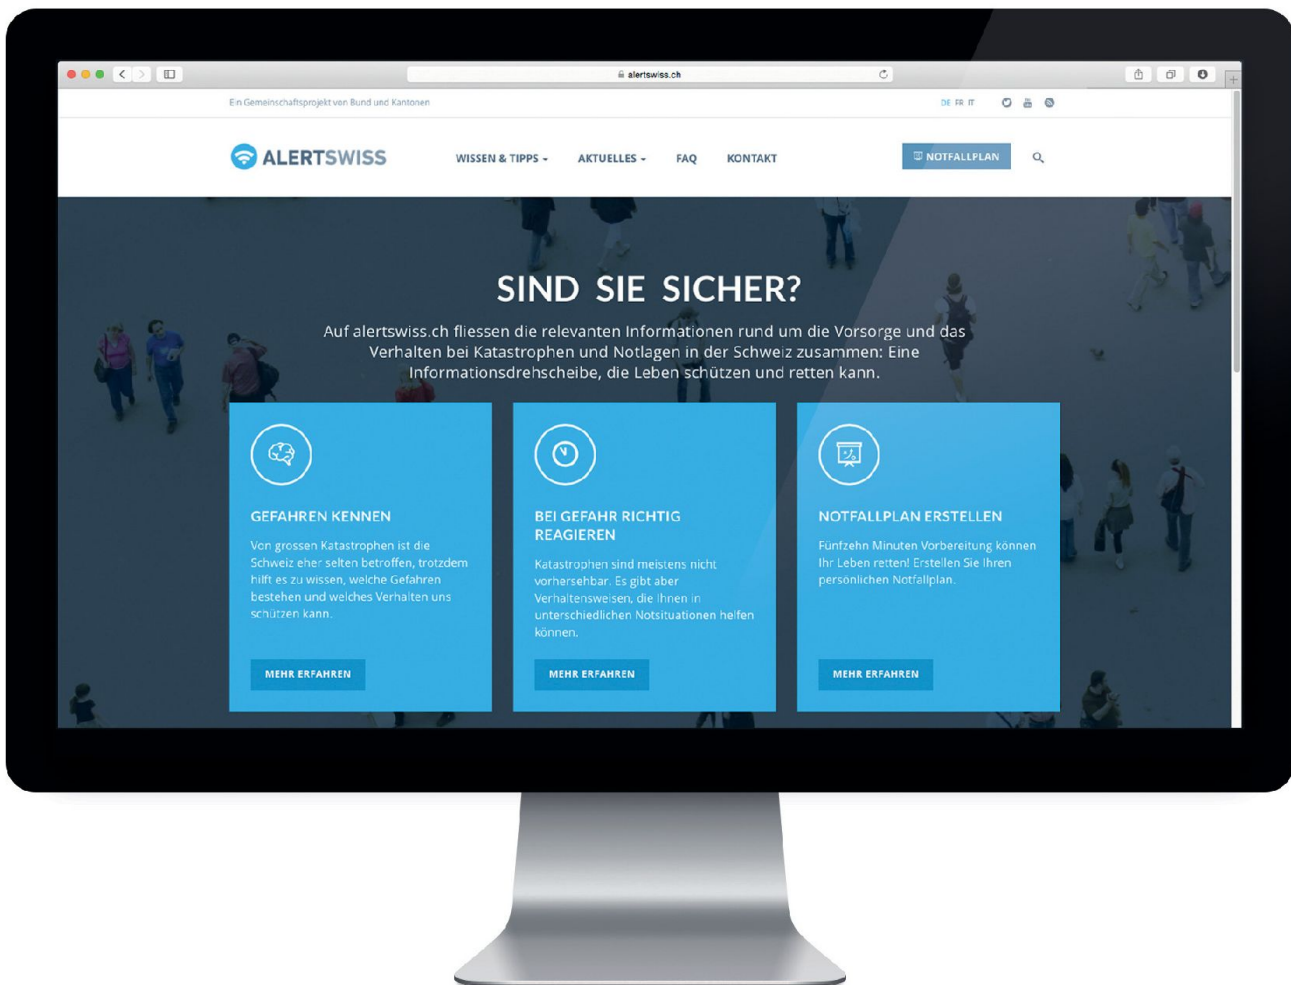 alertswiss.ch
Ein Gemeinschaftsprojekt von Bund und Kantonen
DE FR IT
ALERTSWISS
WISSEN & TIPPS
AKTUELLES
FAQ
KONTAKT
NOTFALLPLAN
SIND SIE SICHER?
Auf alertswiss.ch fliessen die relevanten Informationen rund um die Vorsorge und das
Verhalten bei Katastrophen und Notlagen in der Schweiz zusammen: Eine
Informationsdrehscheibe, die Leben schützen und retten kann.
GEFAHREN KENNEN
Von grossen Katastrophen ist die
Schweiz eher selten betroffen, trotzdem
hilft es zu wissen, welche Gefahren
bestehen und welches Verhalten uns
schützen kann.
MEHR ERFAHREN
BEI GEFAHR RICHTIG
REAGIEREN
Katastrophen sind meistens nicht
vorhersehbar. Es gibt aber
Verhaltensweisen, die Ihnen in
unterschiedlichen Notsituationen helfen
können.
MEHR ERFAHREN
NOTFALLPLAN ERSTELLEN
Fünfzehn Minuten Vorbereitung können
Ihr Leben retten! Erstellen Sie Ihren
persönlichen Notfallplan.
MEHR ERFAHREN